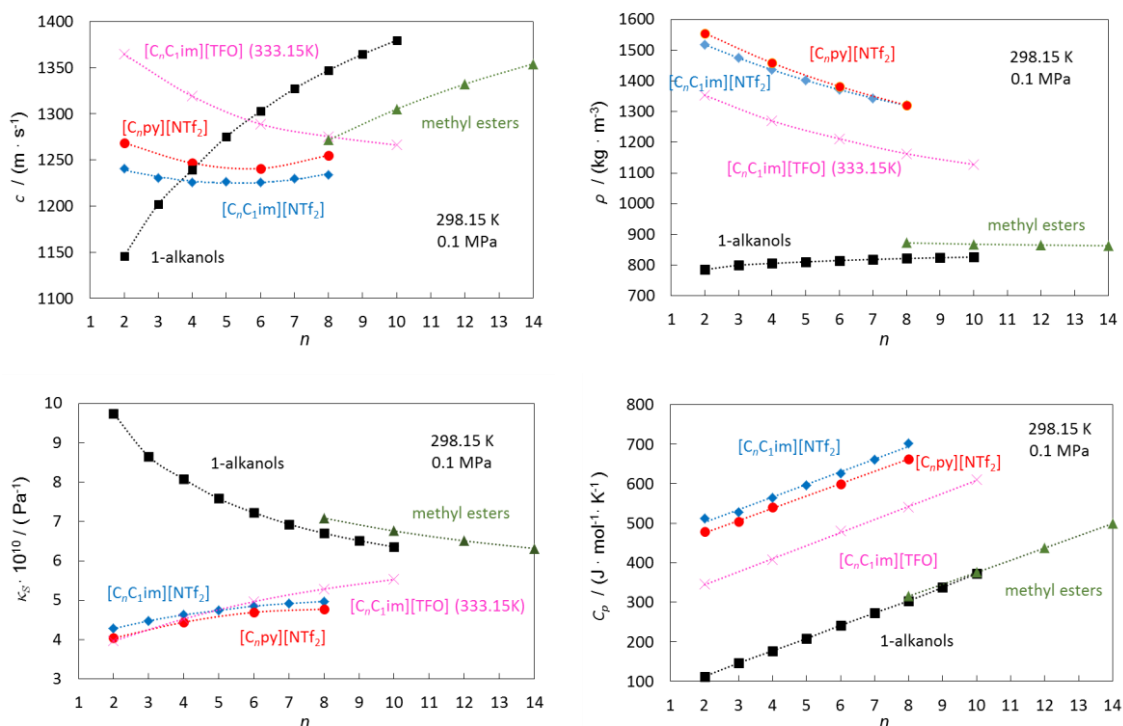 1400
1350
1300
1250
1200
1150
1100
c / (m · s⁻¹)
[CₙC₁im][TFO] (333.15K)
[Cₙpy][NTf₂]
methyl esters
[CₙC₁im][NTf₂]
298.15 K
0.1 MPa
1-alkanols
1 2 3 4 5 6 7 8 9 10 11 12 13 14
n
1600
1500
1400
1300
1200
1100
1000
900
800
700
ρ / (kg · m⁻³)
[Cₙpy][NTf₂]
298.15 K
0.1 MPa
[CₙC₁im][NTf₂]
[CₙC₁im][TFO] (333.15K)
methyl esters
1-alkanols
1 2 3 4 5 6 7 8 9 10 11 12 13 14
n
10
9
8
7
6
5
4
3
κS · 10¹⁰ / ( Pa⁻¹)
298.15 K
0.1 MPa
1-alkanols
methyl esters
[CₙC₁im][NTf₂]
[CₙC₁im][TFO] (333.15K)
[Cₙpy][NTf₂]
1 2 3 4 5 6 7 8 9 10 11 12 13 14
n
800
700
600
500
400
300
200
100
Cₚ / (J · mol⁻¹· K⁻¹)
298.15 K
0.1 MPa
[CₙC₁im][NTf₂]
[Cₙpy][NTf₂]
[CₙC₁im][TFO]
methyl esters
1-alkanols
1 2 3 4 5 6 7 8 9 10 11 12 13 14
n